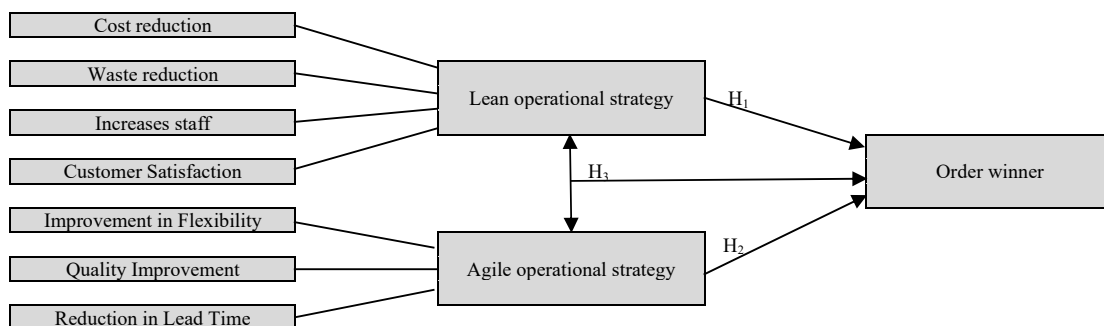 Cost reduction
Waste reduction
Increases staff
Customer Satisfaction
Improvement in Flexibility
Quality Improvement
Reduction in Lead Time
Lean operational strategy
Agile operational strategy
H₁
H₃
H₂
Order winner